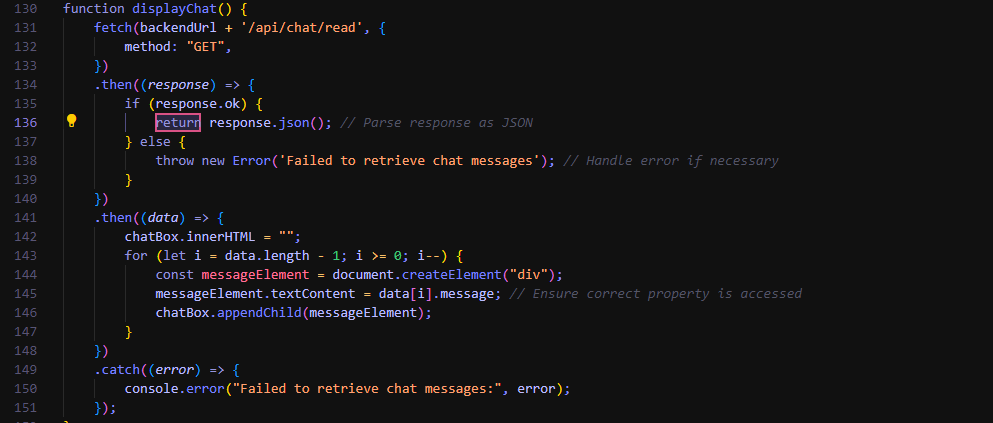 130 function displayChat() {
131     fetch(backendUrl + '/api/chat/read', {
132         method: "GET",
133     })
134     .then((response) => {
135         if (response.ok) {
136             return response.json(); // Parse response as JSON
137         } else {
138             throw new Error('Failed to retrieve chat messages'); // Handle error if necessary
139         }
140     })
141     .then((data) => {
142         chatBox.innerHTML = "";
143         for (let i = data.length - 1; i >= 0; i--) {
144             const messageElement = document.createElement("div");
145             messageElement.textContent = data[i].message; // Ensure correct property is accessed
146             chatBox.appendChild(messageElement);
147         }
148     })
149     .catch((error) => {
150         console.error("Failed to retrieve chat messages:", error);
151     });